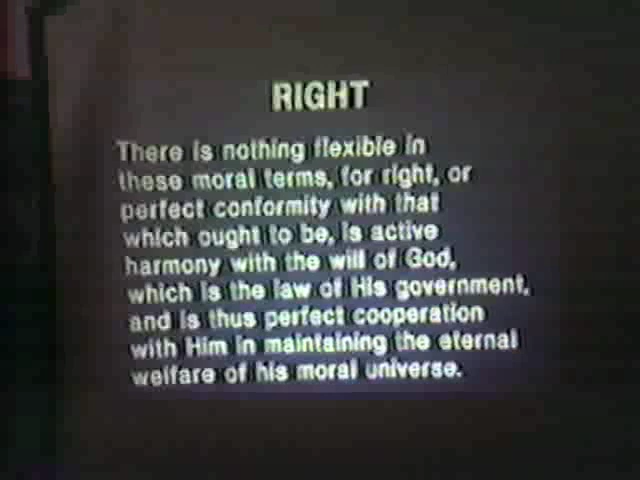 RIGHT
There is nothing flexible in
these moral terms, for right, or
perfect conformity with that
which ought to be, is active
harmony with the will of God,
which is the law of His government,
and is thus perfect cooperation
with Him in maintaining the eternal
welfare of his moral universe.